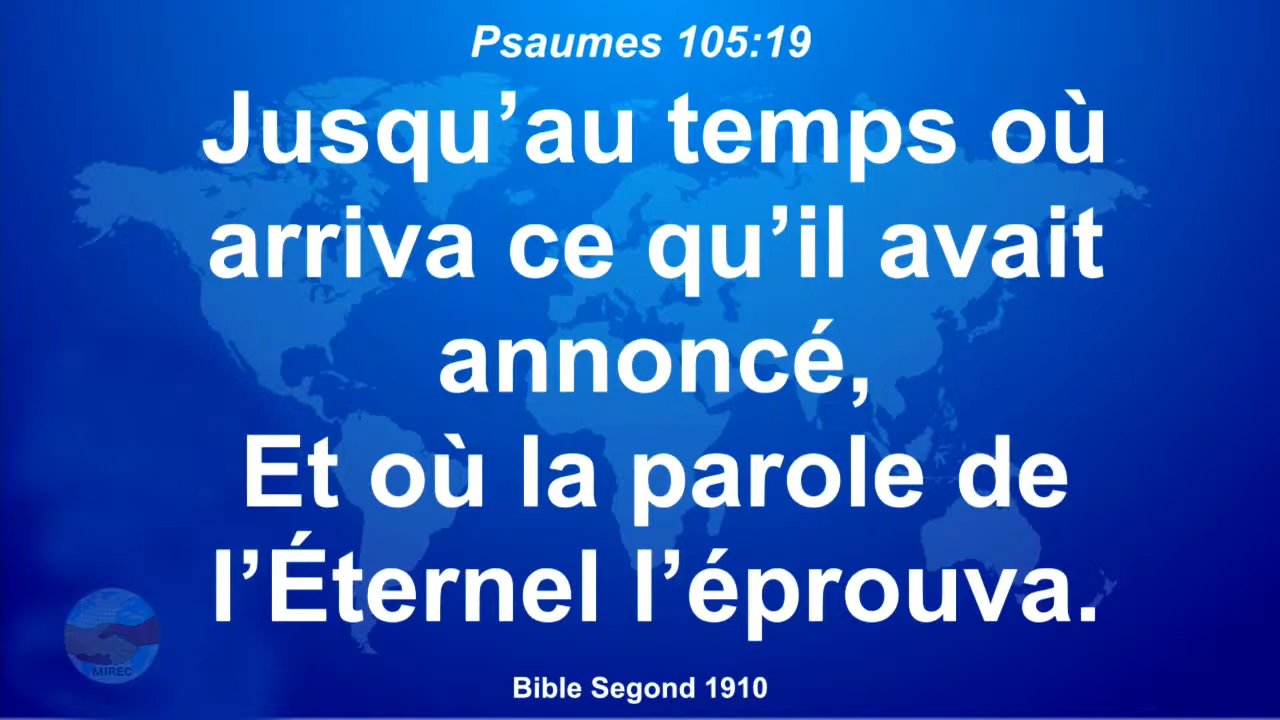 Psaumes 105:19
Jusqu’au temps où
arriva ce qu’il avait
annoncé,
Et où la parole de
l’Éternel l’éprouva.
MIREC
Bible Segond 1910